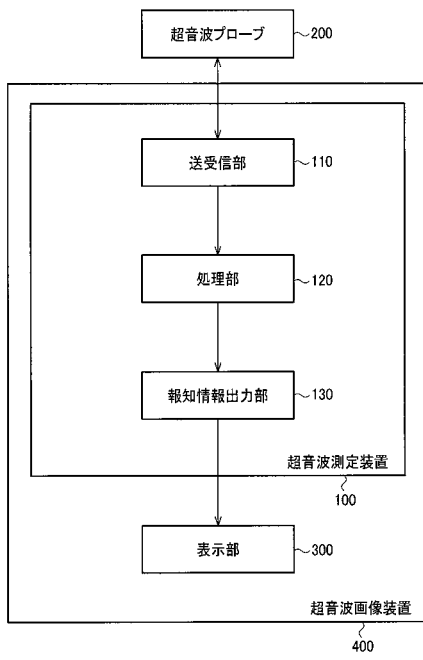 超音波プローブ
200
送受信部
110
処理部
120
報知情報出力部
130
超音波測定装置
100
表示部
300
超音波画像装置
400